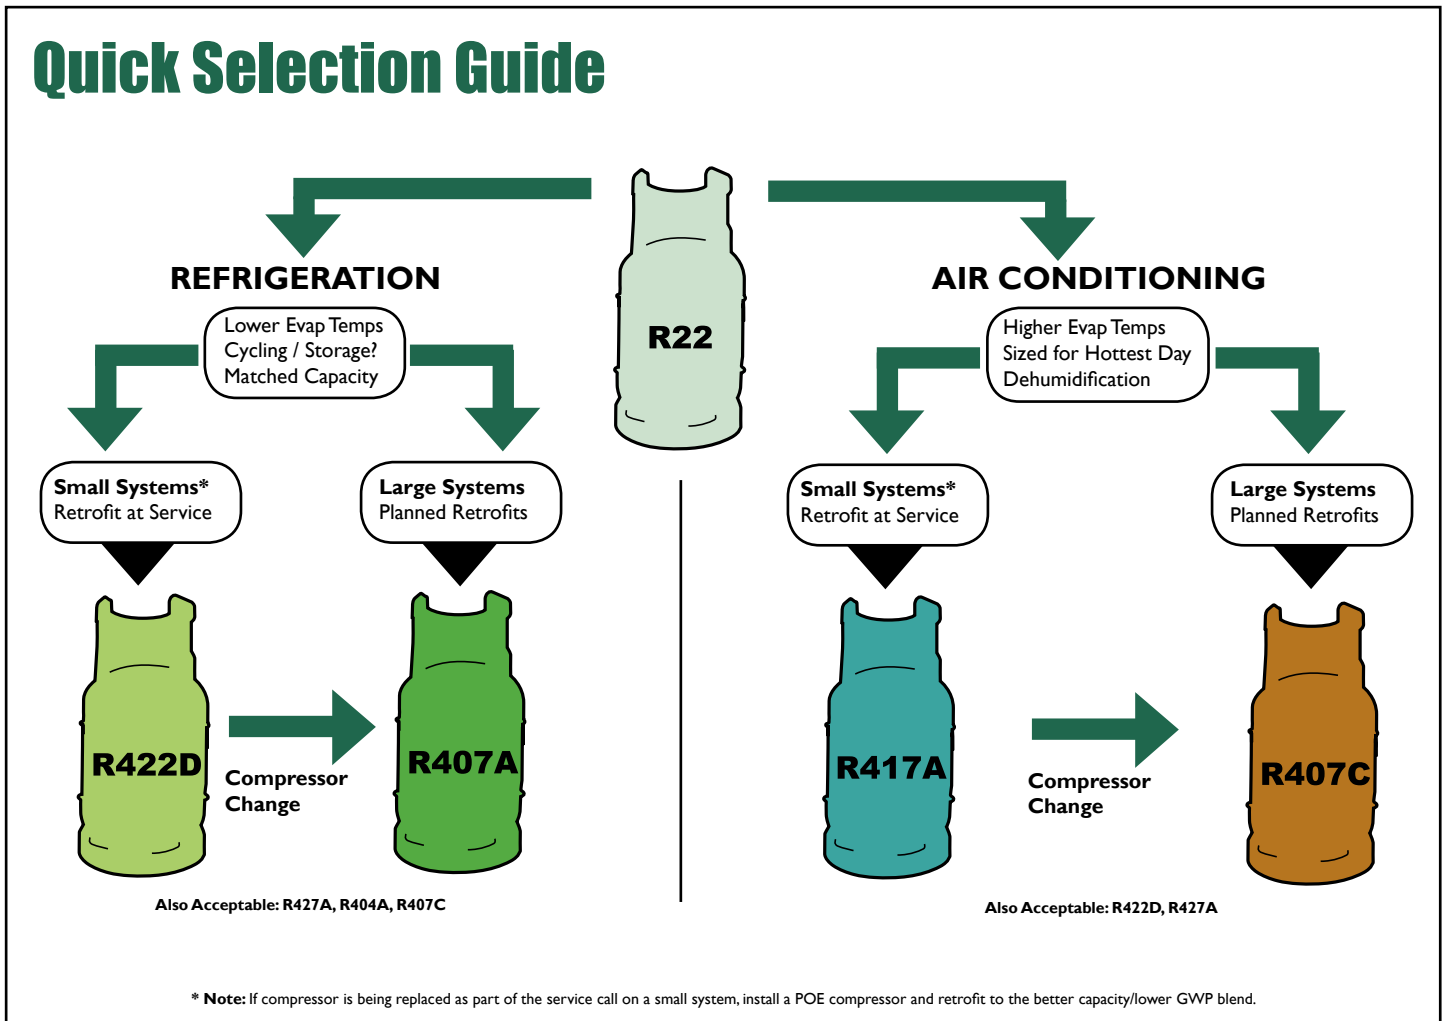 Quick Selection Guide
R22
REFRIGERATION
Lower Evap Temps
Cycling / Storage?
Matched Capacity
Small Systems*
Retrofit at Service
Large Systems
Planned Retrofits
R422D
Compressor
Change
R407A
Also Acceptable: R427A, R404A, R407C
AIR CONDITIONING
Higher Evap Temps
Sized for Hottest Day
Dehumidification
Small Systems*
Retrofit at Service
Large Systems
Planned Retrofits
R417A
Compressor
Change
R407C
Also Acceptable: R422D, R427A
* Note: If compressor is being replaced as part of the service call on a small system, install a POE compressor and retrofit to the better capacity/lower GWP blend.